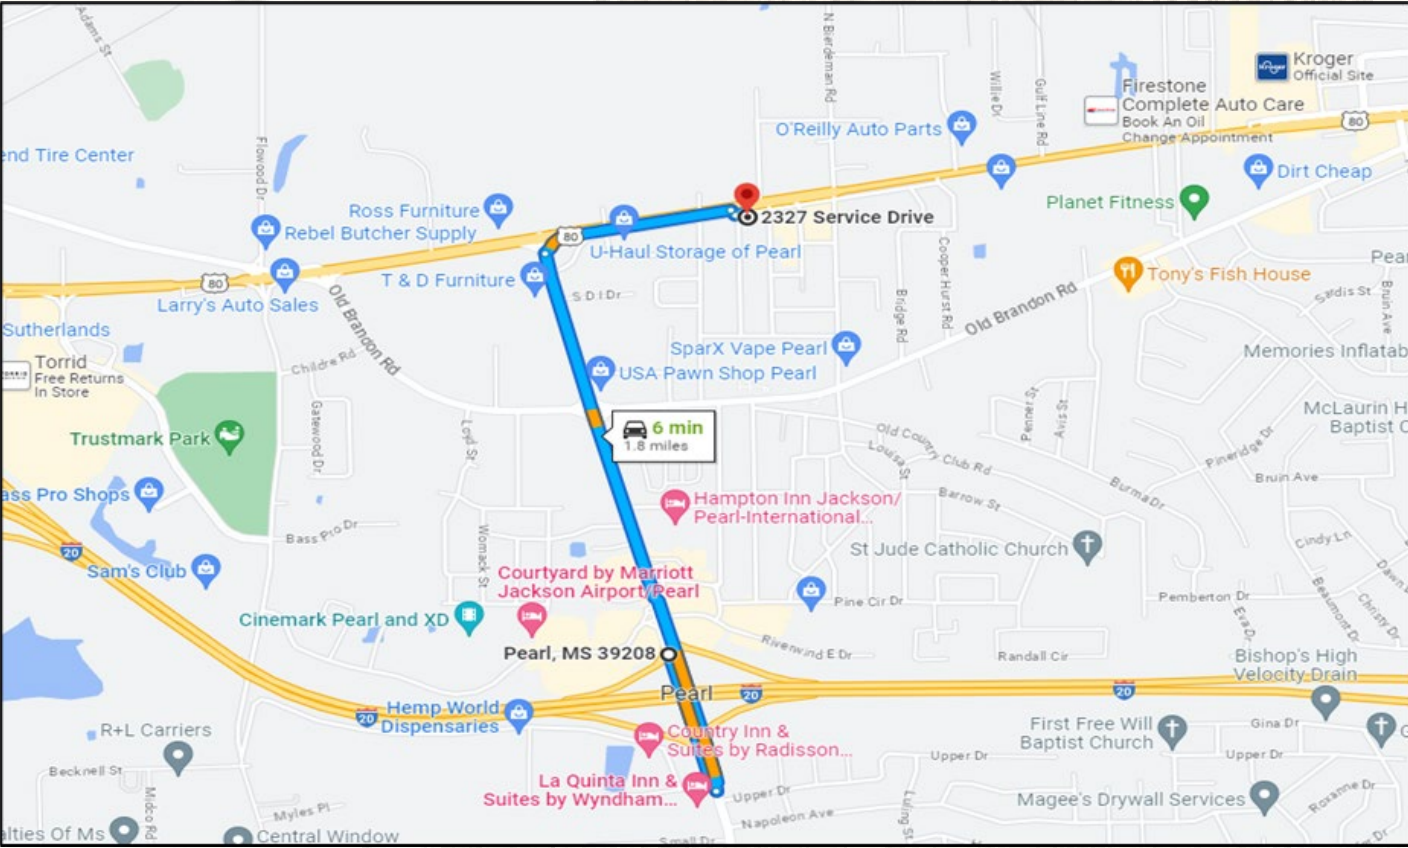 Adams St
N Bierdeman Rd
Kroger
Kroger
Official Site
Willie Dr
Gulf Line Rd
Firestone
Complete Auto Care
Book An Oil
Change Appointment
80
O'Reilly Auto Parts
end Tire Center
Flowood Dr
Dirt Cheap
Planet Fitness
Ross Furniture
Rebel Butcher Supply
2327 Service Drive
80
U-Haul Storage of Pearl
Cooper Hurst Rd
Pear
Tony's Fish House
80
T & D Furniture
S D I Dr
Larry's Auto Sales
Old Brandon Rd
Bridge Rd
Old Brandon Rd
Sardis St
Bruin Ave
Sutherlands
SparX Vape Pearl
Memories Inflatab
Torrid
Free Returns
In Store
Childre Rd
USA Pawn Shop Pearl
Gatewood Dr
Penner St
Avis St
McLaurin H
Baptist C
Trustmark Park
Loyd St
6 min
1.8 miles
Old Country Club Rd
Louisa St
Pineridge Dr
Bruin Ave
ass Pro Shops
Hampton Inn Jackson/
Pearl-International...
Barrow St
Burma Dr
Bass Pro Dr
20
Womack St
St Jude Catholic Church
Cindy Ln
Dawn
Sam's Club
Courtyard by Marriott
Jackson Airport/Pearl
Pine Cir Dr
Pemberton Dr
Beaumont Dr
Christy Dr
Eva Dr
Cinemark Pearl and XD
Pearl, MS 39208
Riverwind E Dr
Randall Cir
Bishop's High
Velocity Drain
Pearl
20
20
Hemp World
Dispensaries
20
R+L Carriers
Country Inn &
Suites by Radisson...
First Free Will
Baptist Church
Gina Dr
G
Becknell St
Upper Dr
Upper Dr
La Quinta Inn &
Suites by Wyndham...
Upper Dr
Magee's Drywall Services
Roxanne Dr
Midco Rd
Myles Pl
Napoleon Ave
Luling St
alties Of Ms
Central Window
Small Dr